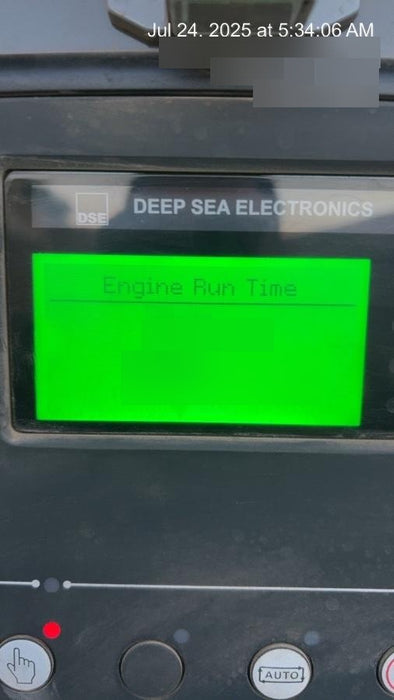 Jul 24. 2025 at 5:34:06 AM
DSE
DEEP SEA ELECTRONICS
Engine Run Time
AUTO